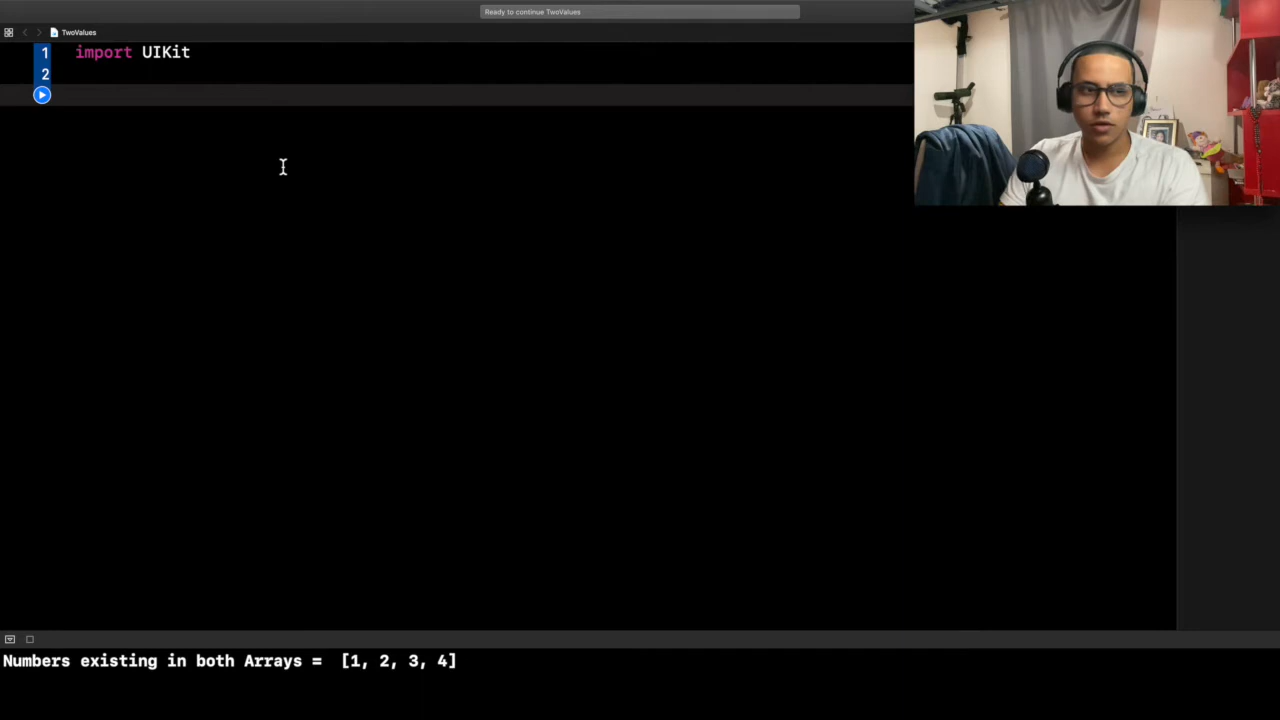 Ready to continue TwoValues
TwoValues
1 import UIKit
2
Numbers existing in both Arrays =  [1, 2, 3, 4]